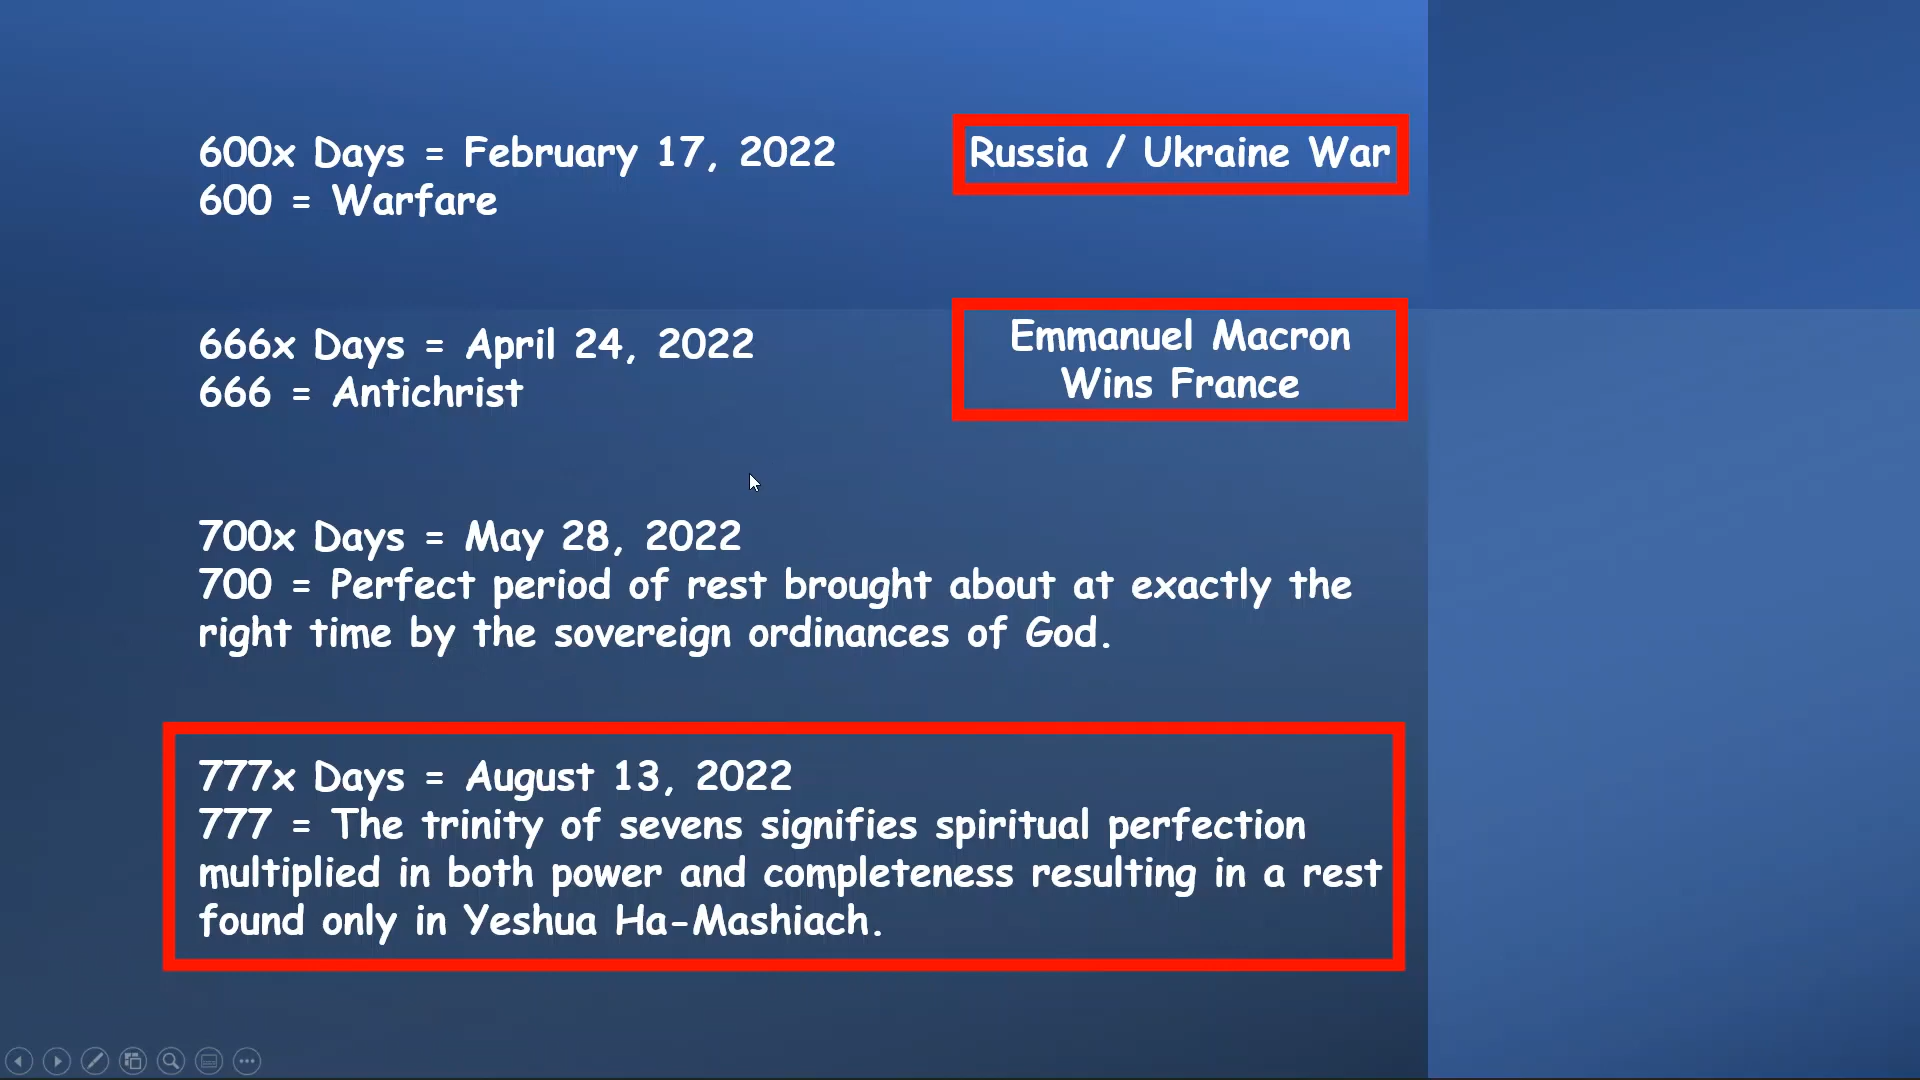 600x Days = February 17, 2022
600 = Warfare
Russia / Ukraine War
666x Days = April 24, 2022
666 = Antichrist
Emmanuel Macron
Wins France
700x Days = May 28, 2022
700 = Perfect period of rest brought about at exactly the
right time by the sovereign ordinances of God.
777x Days = August 13, 2022
777 = The trinity of sevens signifies spiritual perfection
multiplied in both power and completeness resulting in a rest
found only in Yeshua Ha-Mashiach.